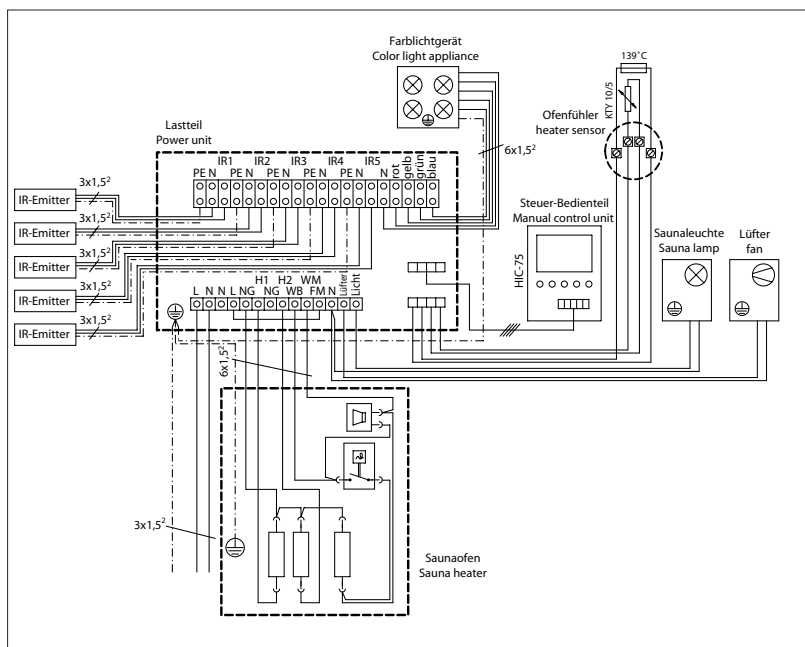 Farblichtgerät
Color light appliance
139˚C
KTY 10/5
Ofenfühler
heater sensor
6x1,5²
Lastteil
Power unit
IR1 IR2 IR3 IR4 IR5
PE N PE N PE N PE N PE N N rot gelb grün blau
3x1,5²
IR-Emitter
3x1,5²
IR-Emitter
3x1,5²
IR-Emitter
3x1,5²
IR-Emitter
3x1,5²
IR-Emitter
Steuer-Bedienteil
Manual control unit
HIC-75
Saunaleuchte
Sauna lamp
Lüfter
fan
H1 H2 WM
L N N L NG NG WB FM N Lüfter Licht
6x1,5²
3x1,5²
Saunaofen
Sauna heater